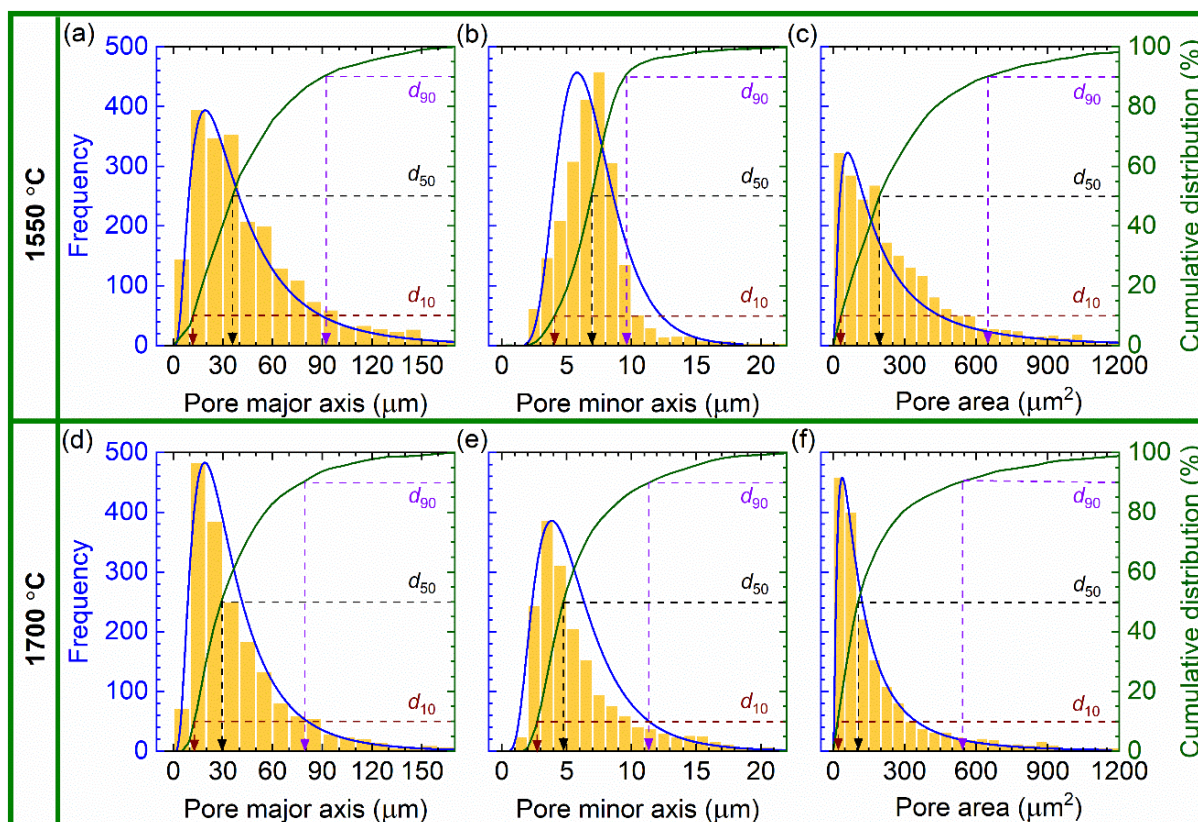 (a)
(b)
(c)
1550 °C
Frequency
500
400
300
200
100
0
d90
d50
d10
0 30 60 90 120 150
Pore major axis (μm)
d90
d50
d10
0 5 10 15 20
Pore minor axis (μm)
d90
d50
d10
0 300 600 900 1200
Pore area (μm²)
100
80
60
40
20
0
Cumulative distribution (%)
(d)
(e)
(f)
1700 °C
Frequency
500
400
300
200
100
0
d90
d50
d10
0 30 60 90 120 150
Pore major axis (μm)
d90
d50
d10
0 5 10 15 20
Pore minor axis (μm)
d90
d50
d10
0 300 600 900 1200
Pore area (μm²)
100
80
60
40
20
0
Cumulative distribution (%)